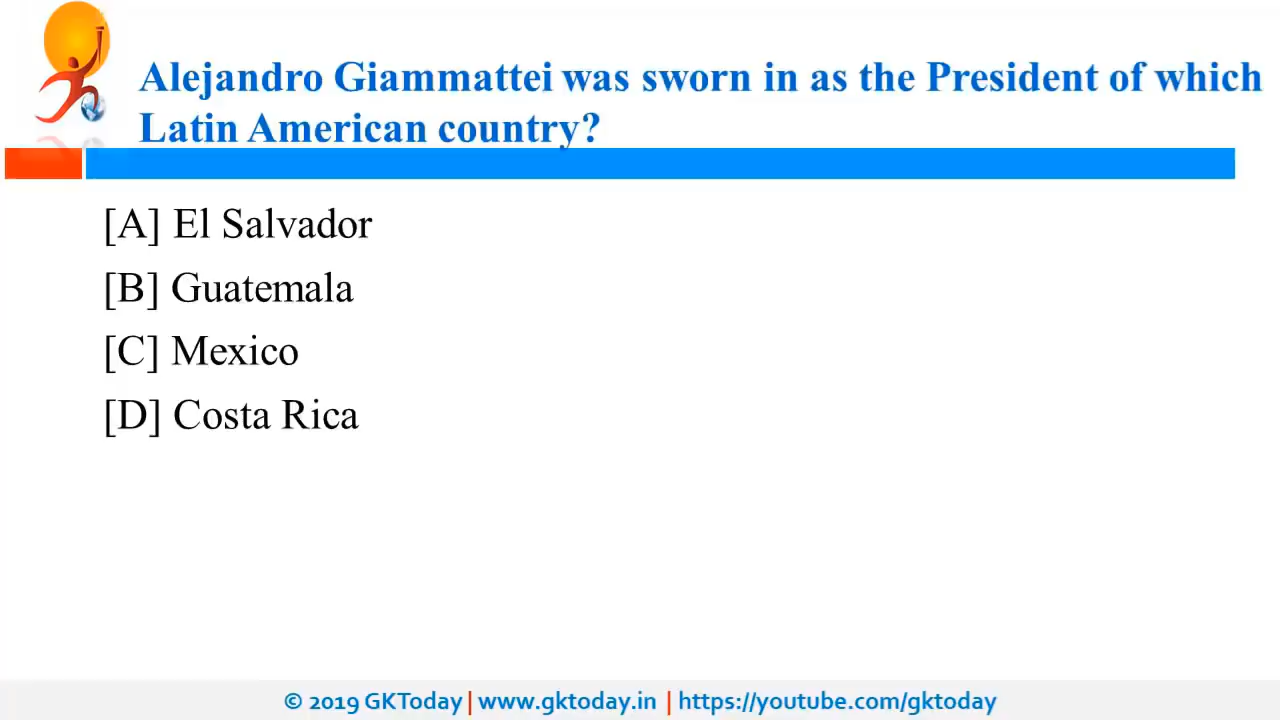 Alejandro Giammattei was sworn in as the President of which
Latin American country?
[A] El Salvador
[B] Guatemala
[C] Mexico
[D] Costa Rica
© 2019 GKToday | www.gktoday.in | https://youtube.com/gktoday